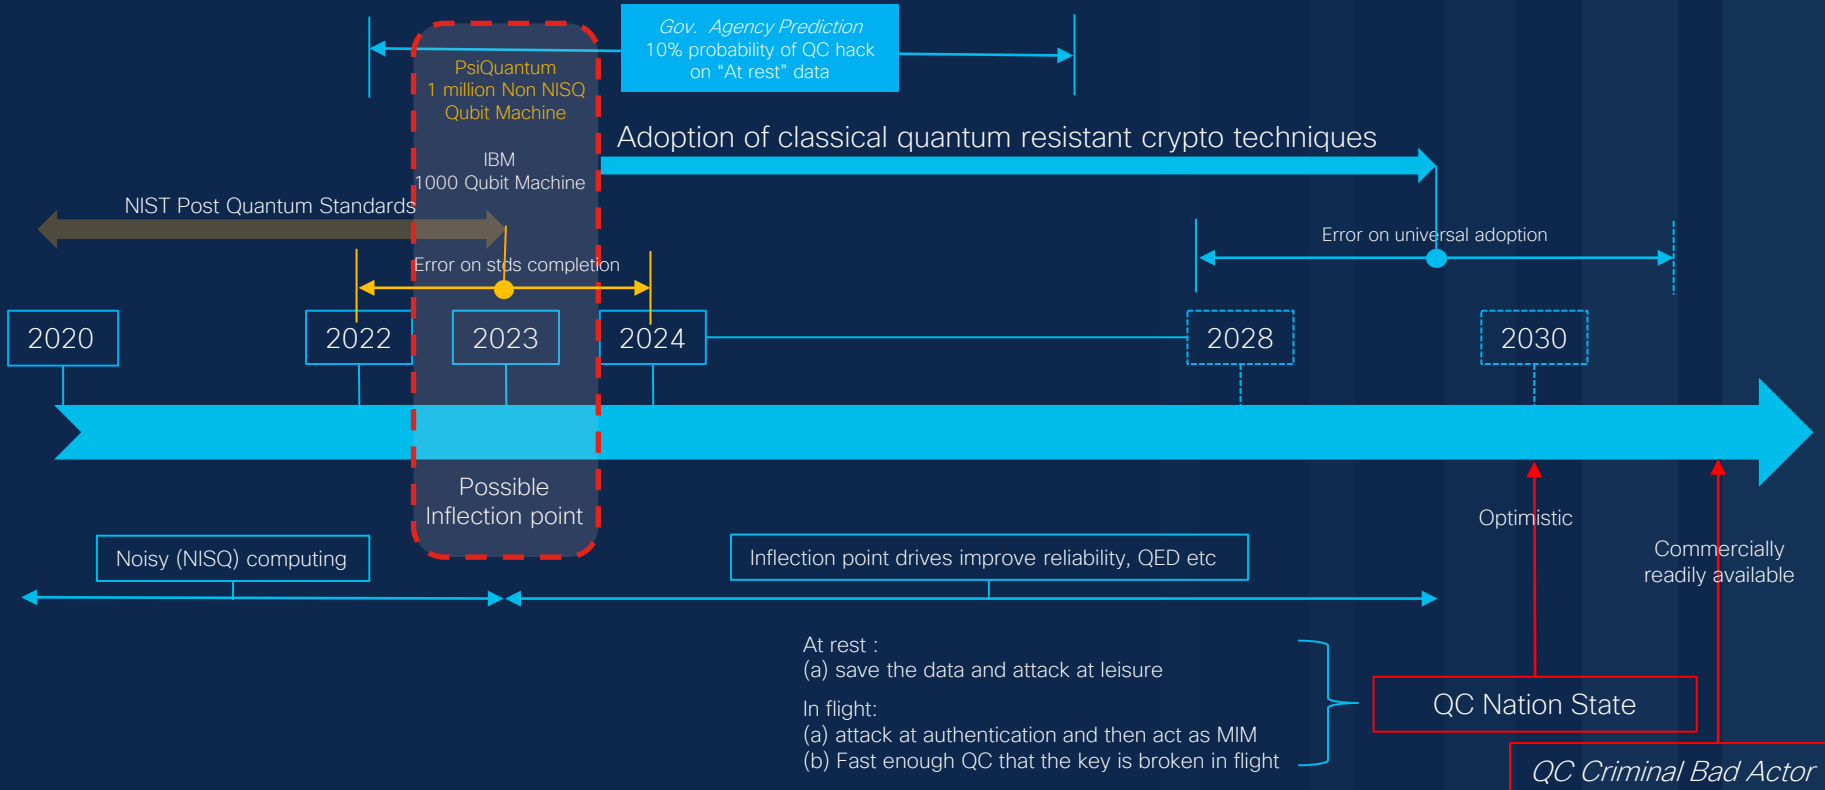 Gov. Agency Prediction
10% probability of QC hack
on “At rest” data
PsiQuantum
1 million Non NISQ
Qubit Machine
IBM
1000 Qubit Machine
Adoption of classical quantum resistant crypto techniques
NIST Post Quantum Standards
Error on stds completion
Error on universal adoption
2020
2022
2023
2024
2028
2030
Possible
Inflection point
Optimistic
Commercially
readily available
Noisy (NISQ) computing
Inflection point drives improve reliability, QED etc
At rest :
(a) save the data and attack at leisure
In flight:
(a) attack at authentication and then act as MIM
(b) Fast enough QC that the key is broken in flight
QC Nation State
QC Criminal Bad Actor